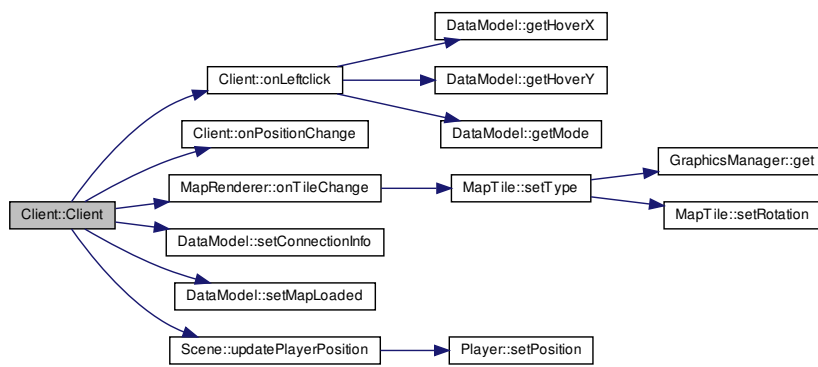 Client::Client
Client::onLeftclick
DataModel::getHoverX
DataModel::getHoverY
DataModel::getMode
Client::onPositionChange
MapRenderer::onTileChange
MapTile::setType
GraphicsManager::get
MapTile::setRotation
DataModel::setConnectionInfo
DataModel::setMapLoaded
Scene::updatePlayerPosition
Player::setPosition